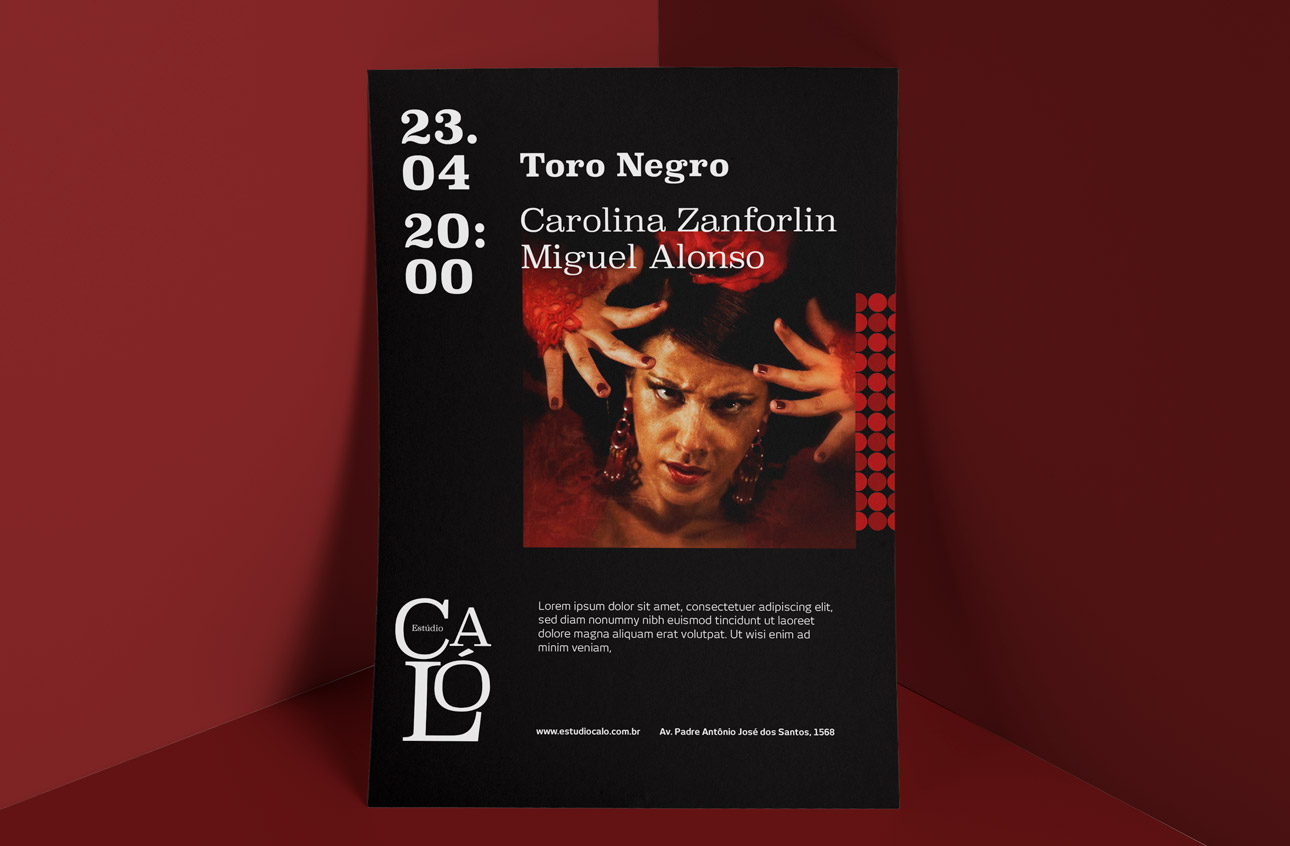 23.
04
20:
00
Toro Negro
Carolina Zanforlin
Miguel Alonso
Estúdio
CA
LÓ
Lorem ipsum dolor sit amet, consectetuer adipiscing elit,
sed diam nonummy nibh euismod tincidunt ut laoreet
dolore magna aliquam erat volutpat. Ut wisi enim ad
minim veniam,
www.estudiocalo.com.br Av. Padre Antônio José dos Santos, 1568